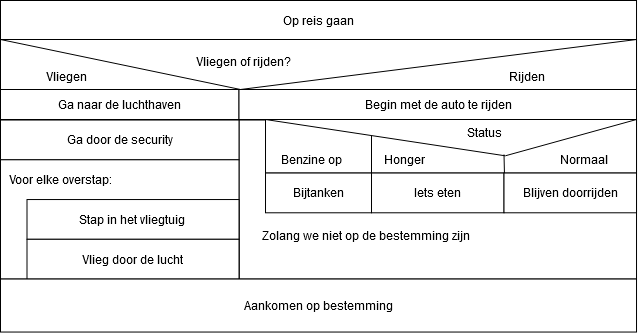 Op reis gaan
Vliegen of rijden?
Vliegen
Rijden
Ga naar de luchthaven
Begin met de auto te rijden
Ga door de security
Status
Benzine op
Honger
Normaal
Voor elke overstap:
Bijtanken
Iets eten
Blijven doorrijden
Stap in het vliegtuig
Zolang we niet op de bestemming zijn
Vlieg door de lucht
Aankomen op bestemming